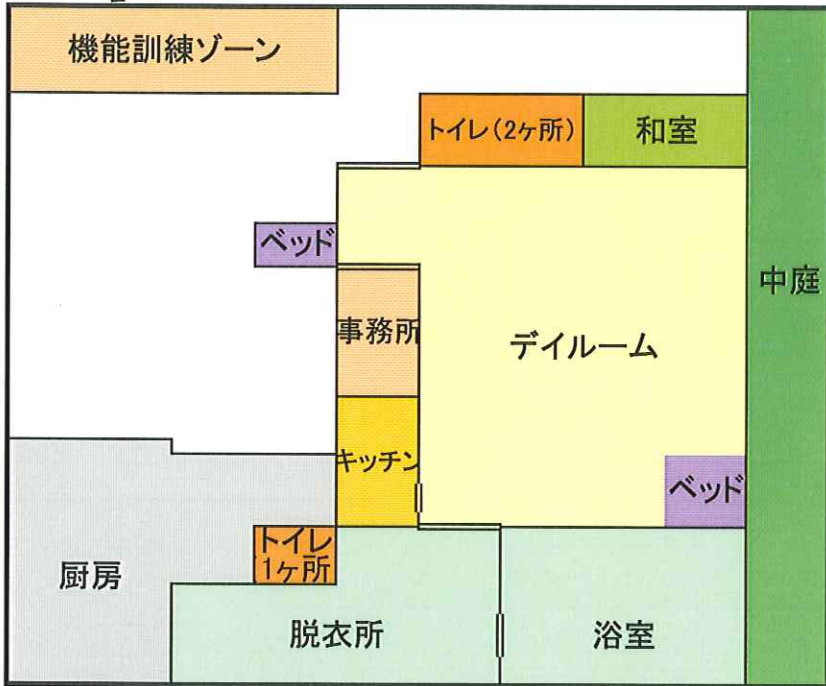 機能訓練ゾーン
トイレ(2ヶ所)
和室
ベッド
中庭
事務所
デイルーム
キッチン
ベッド
トイレ
1ヶ所
厨房
脱衣所
浴室